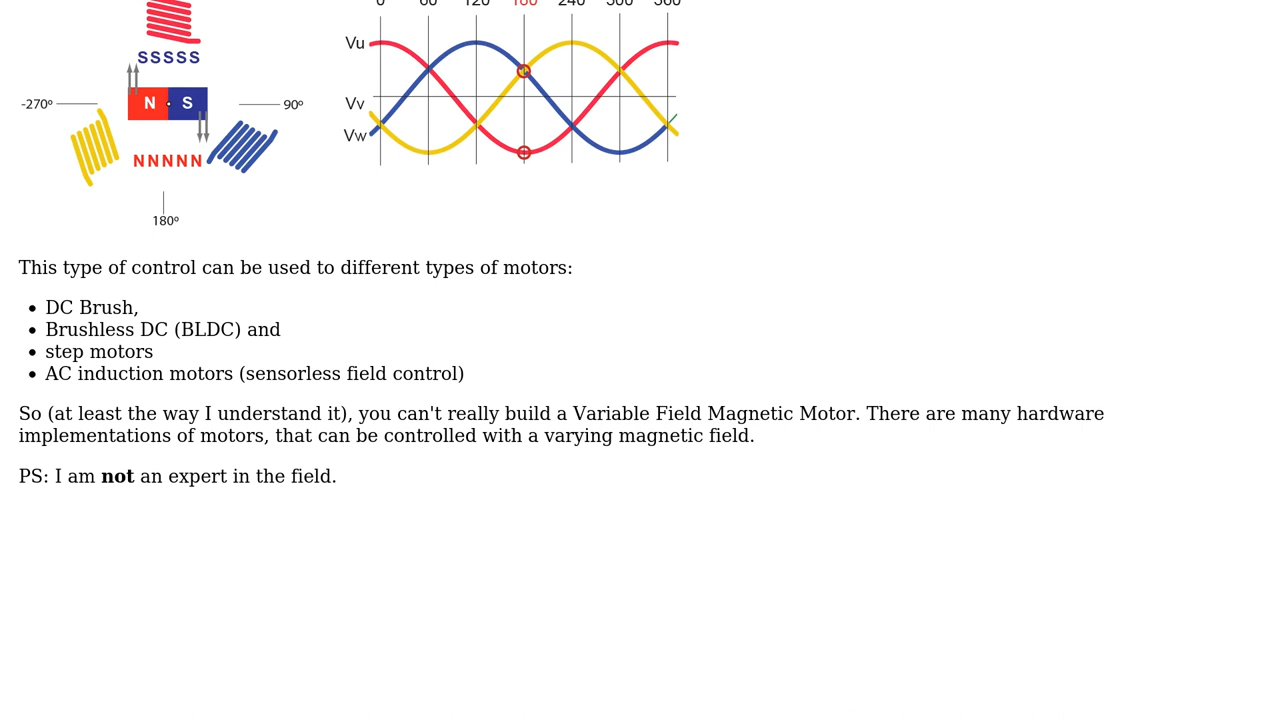 0 60 120 180 240 300 360
Vu
SSSSS
N S
-270º
90º
Vv
Vw
NNNNN
180º
This type of control can be used to different types of motors:
DC Brush,
Brushless DC (BLDC) and
step motors
AC induction motors (sensorless field control)
So (at least the way I understand it), you can't really build a Variable Field Magnetic Motor. There are many hardware
implementations of motors, that can be controlled with a varying magnetic field.
PS: I am not an expert in the field.